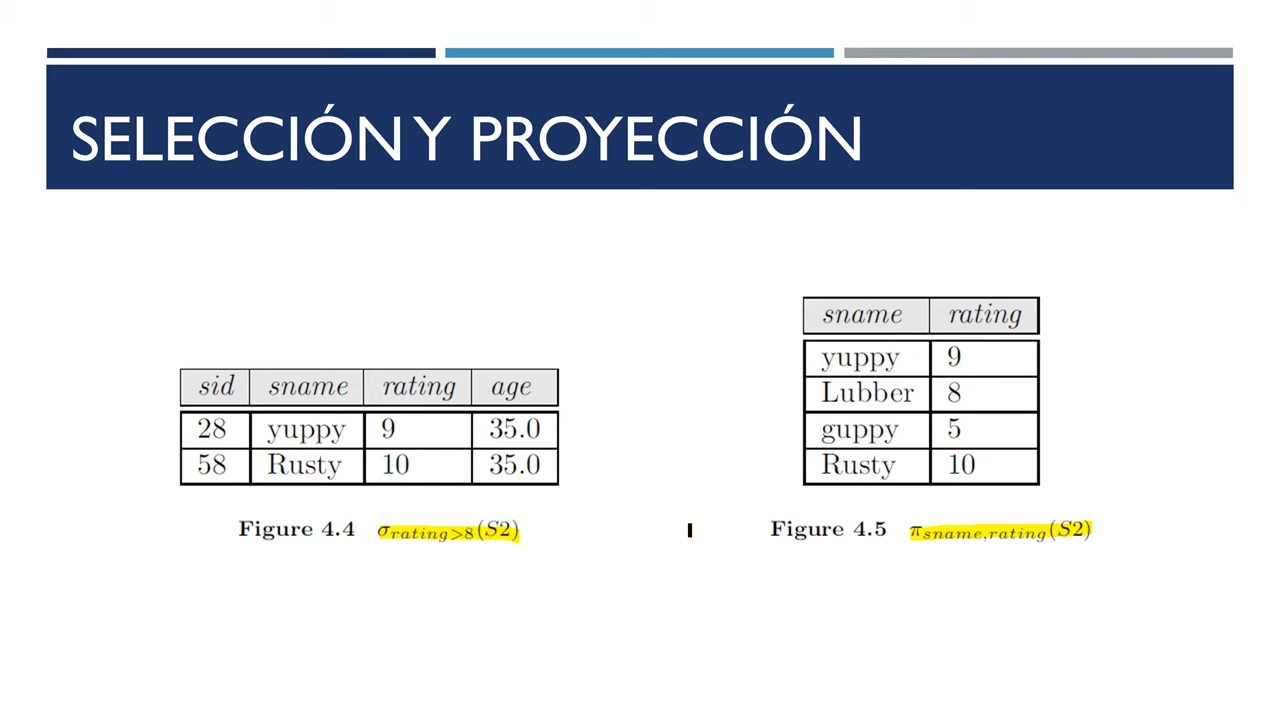 SELECCIÓN Y PROYECCIÓN
sid sname rating age
28 yuppy 9 35.0
58 Rusty 10 35.0
Figure 4.4 σrating>8(S2)
sname rating
yuppy 9
Lubber 8
guppy 5
Rusty 10
Figure 4.5 πsname,rating(S2)